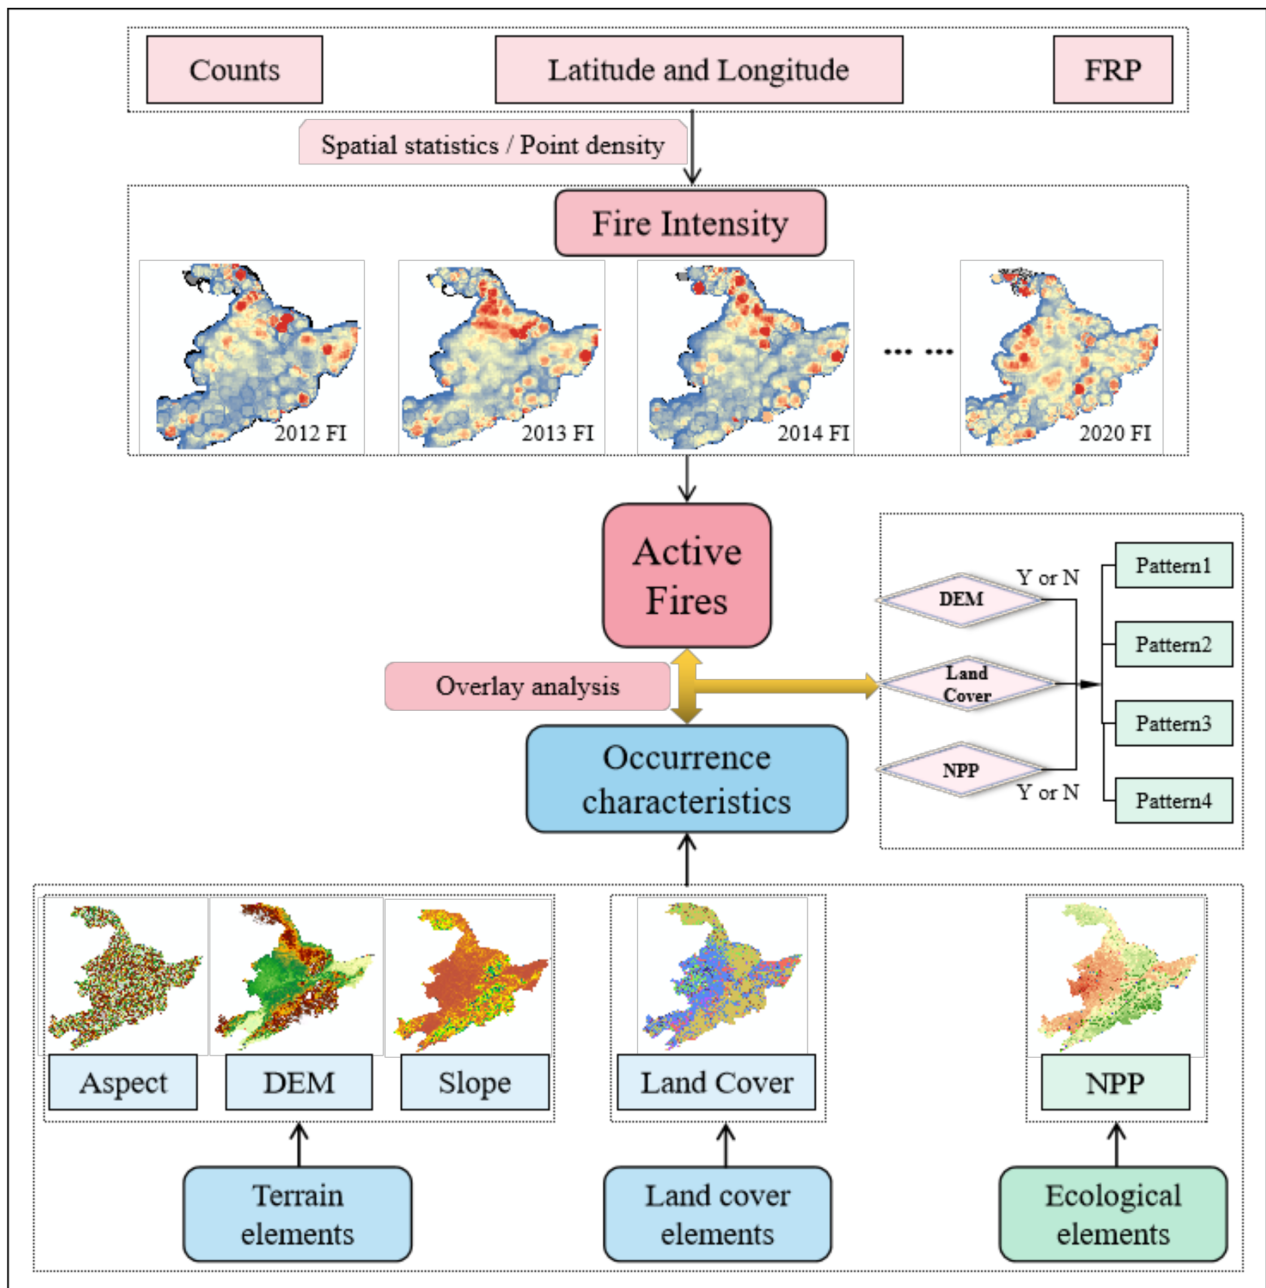 Counts
Latitude and Longitude
FRP
Spatial statistics / Point density
Fire Intensity
2012 FI
2013 FI
2014 FI
... ...
2020 FI
Active
Fires
Y or N
DEM
Land
Cover
NPP
Y or N
Pattern1
Pattern2
Pattern3
Pattern4
Overlay analysis
Occurrence
characteristics
Aspect
DEM
Slope
Land Cover
NPP
Terrain
elements
Land cover
elements
Ecological
elements